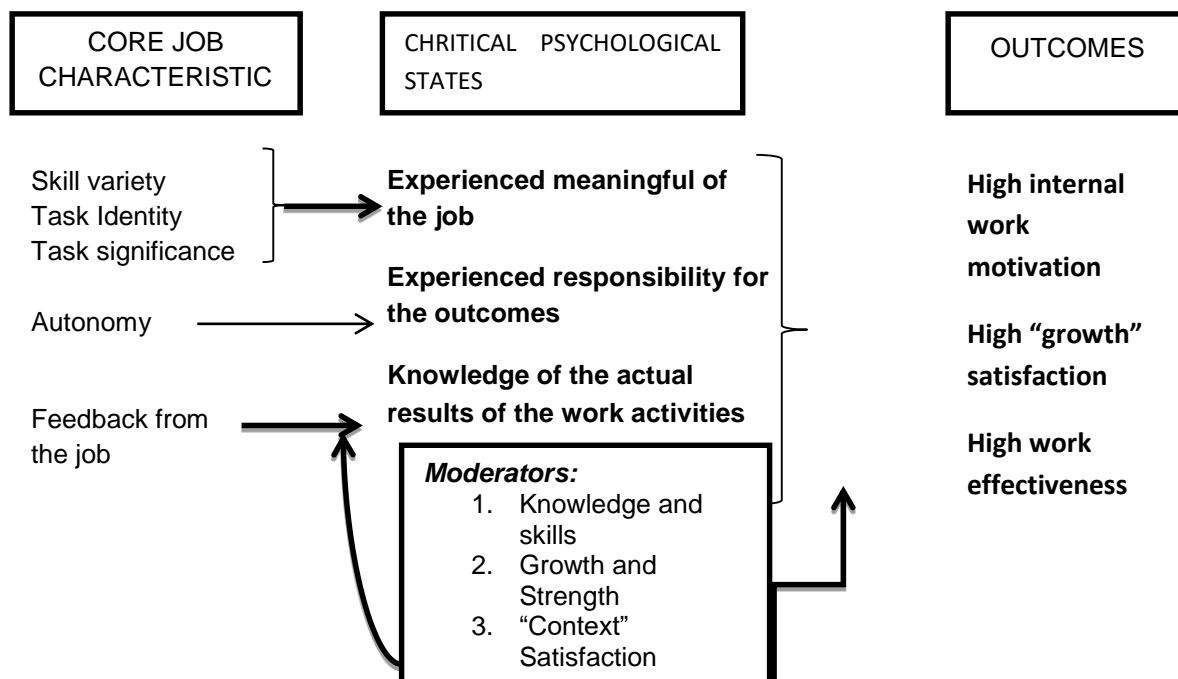 CORE JOB
CHARACTERISTIC
CHRITICAL PSYCHOLOGICAL
STATES
OUTCOMES
Skill variety
Task Identity
Task significance
Autonomy
Feedback from
the job
Experienced meaningful of
the job
Experienced responsibility for
the outcomes
Knowledge of the actual
results of the work activities
Moderators:
1. Knowledge and
skills
2. Growth and
Strength
3. “Context”
Satisfaction
High internal
work
motivation
High “growth”
satisfaction
High work
effectiveness